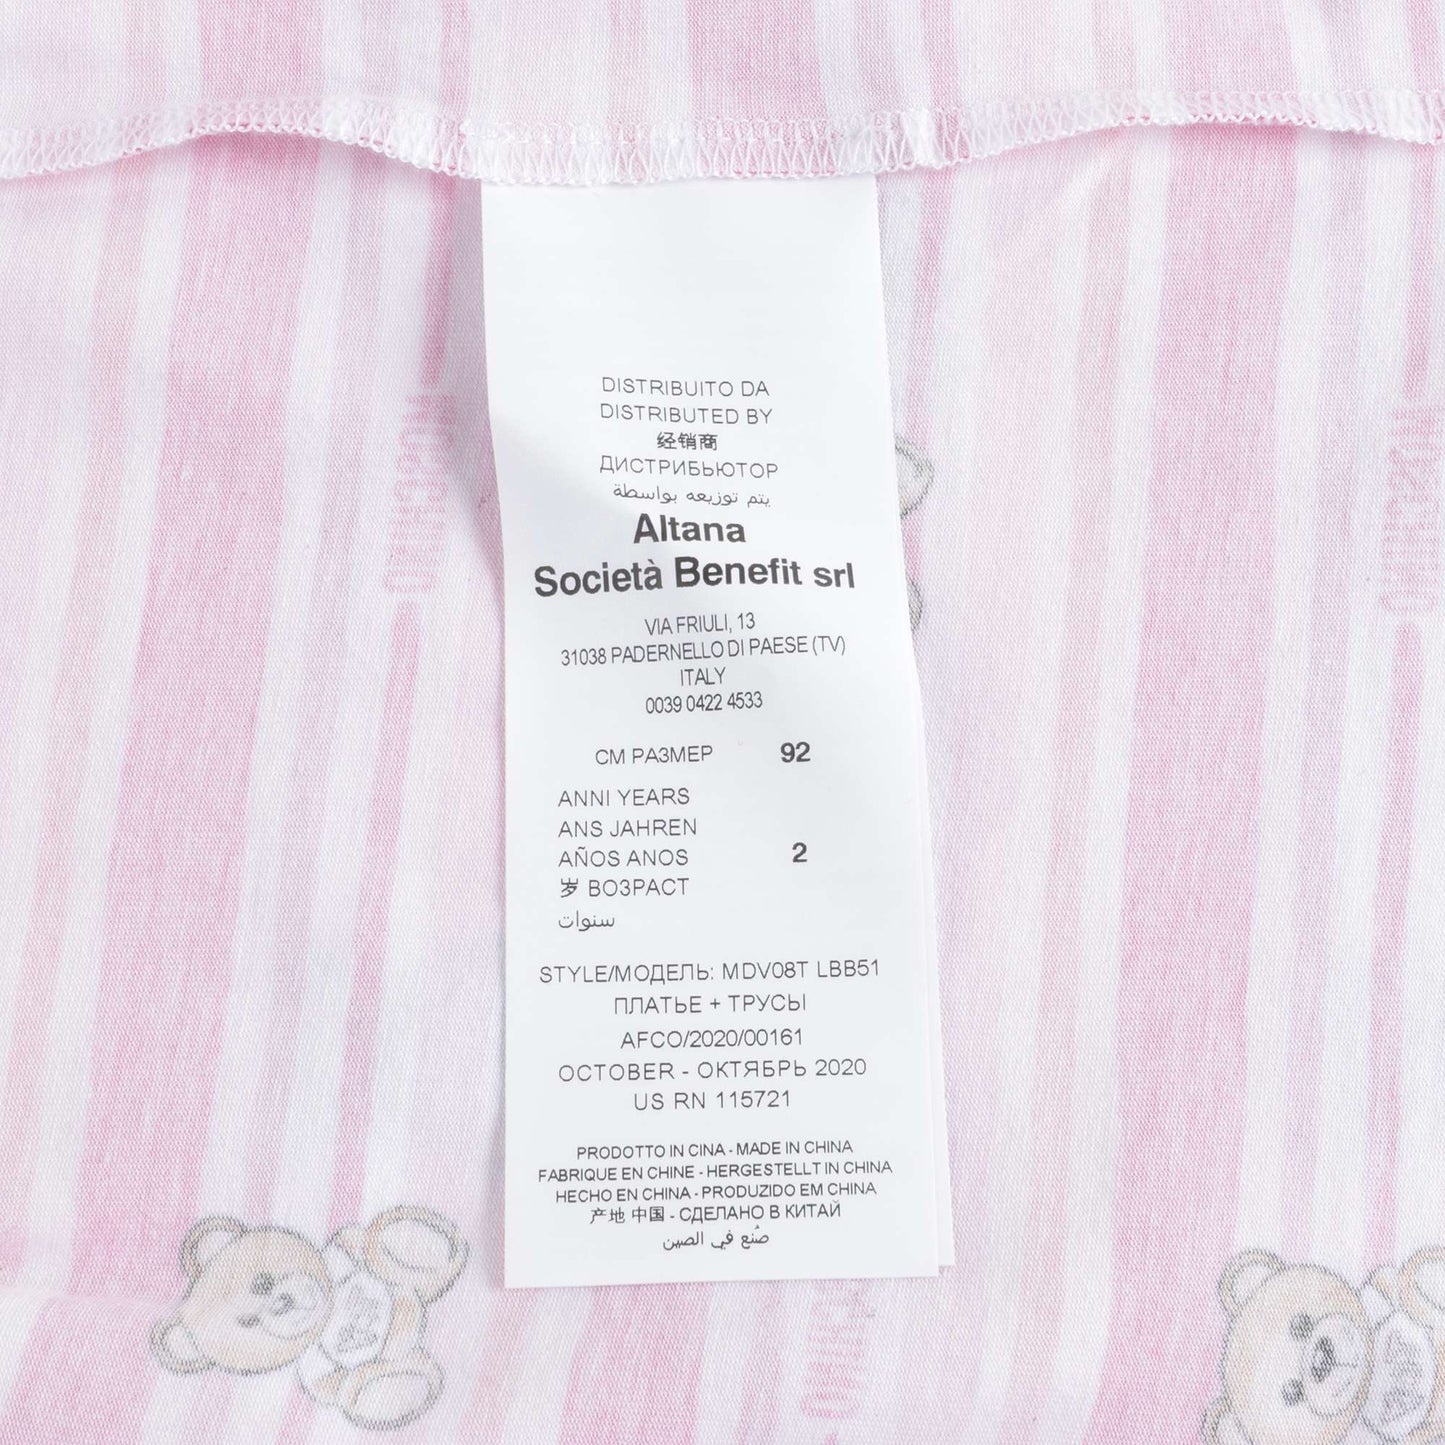 DISTRIBUITO DA
DISTRIBUTED BY
经销商
ДИСТРИБЬЮТОР
يتم توزيعه بواسطة
Altana
Società Benefit srl
VIA FRIULI, 13
31038 PADERNELLO DI PAESE (TV)
ITALY
0039 0422 4533
СМ РАЗМЕР 92
ANNI YEARS
ANS JAHREN
AÑOS ANOS 2
岁 ВОЗРАСТ
سنوات
STYLE/МОДЕЛЬ: MDV08T LBB51
ПЛАТЬЕ + ТРУСЫ
AFCO/2020/00161
OCTOBER - ОКТЯБРЬ 2020
US RN 115721
PRODOTTO IN CINA - MADE IN CHINA
FABRIQUE EN CHINE - HERGESTELLT IN CHINA
HECHO EN CHINA - PRODUZIDO EM CHINA
产地 中国 - СДЕЛАНО В КИТАЙ
صُنع في الصين
MOSCHINO
MOSCHINO